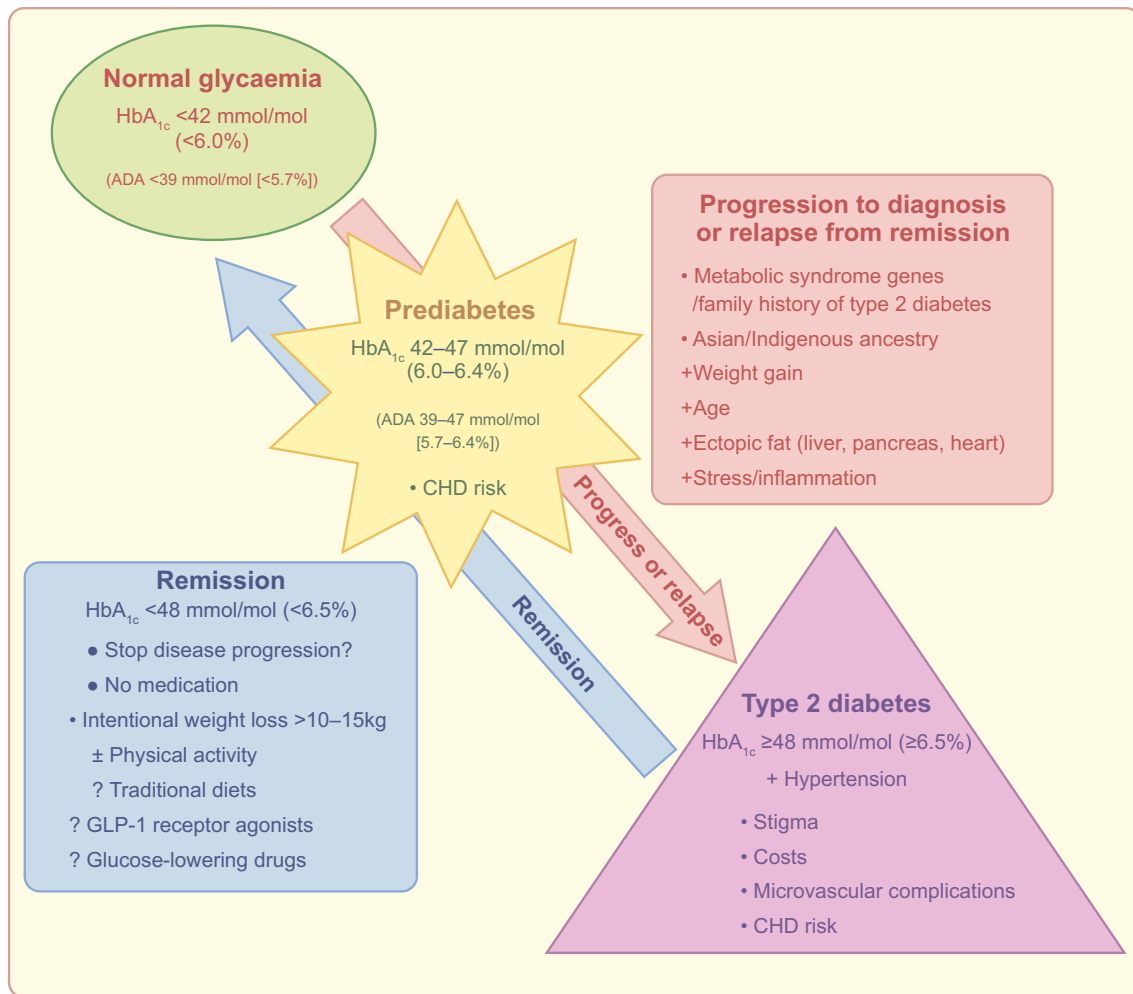 Normal glycaemia
HbA1c <42 mmol/mol
(<6.0%)
(ADA <39 mmol/mol [<5.7%])
Prediabetes
HbA1c 42–47 mmol/mol
(6.0–6.4%)
(ADA 39–47 mmol/mol
[5.7–6.4%])
• CHD risk
Progression to diagnosis
or relapse from remission
• Metabolic syndrome genes
/family history of type 2 diabetes
• Asian/Indigenous ancestry
+Weight gain
+Age
+Ectopic fat (liver, pancreas, heart)
+Stress/inflammation
Progress or relapse
Remission
Remission
HbA1c <48 mmol/mol (<6.5%)
● Stop disease progression?
● No medication
• Intentional weight loss >10–15kg
± Physical activity
? Traditional diets
? GLP-1 receptor agonists
? Glucose-lowering drugs
Type 2 diabetes
HbA1c ≥48 mmol/mol (≥6.5%)
+ Hypertension
• Stigma
• Costs
• Microvascular complications
• CHD risk